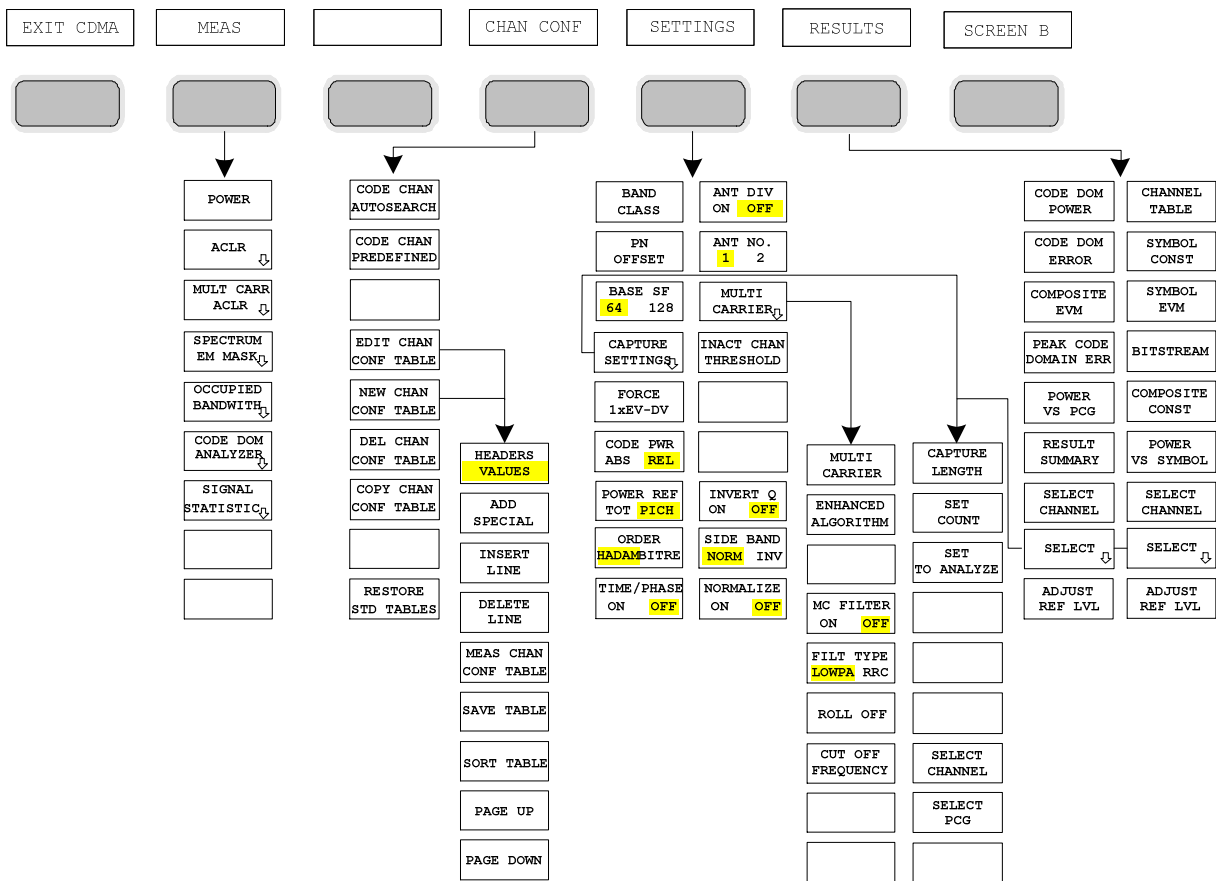 EXIT CDMA
MEAS
CHAN CONF
SETTINGS
RESULTS
SCREEN B
POWER
ACLR
MULT CARR
ACLR
SPECTRUM
EM MASK
OCCUPIED
BANDWITH
CODE DOM
ANALYZER
SIGNAL
STATISTIC
CODE CHAN
AUTOSEARCH
CODE CHAN
PREDEFINED
EDIT CHAN
CONF TABLE
NEW CHAN
CONF TABLE
DEL CHAN
CONF TABLE
COPY CHAN
CONF TABLE
RESTORE
STD TABLES
HEADERS
VALUES
ADD
SPECIAL
INSERT
LINE
DELETE
LINE
MEAS CHAN
CONF TABLE
SAVE TABLE
SORT TABLE
PAGE UP
PAGE DOWN
BAND
CLASS
PN
OFFSET
BASE SF
64 128
CAPTURE
SETTINGS
FORCE
1xEV-DV
CODE PWR
ABS REL
POWER REF
TOT PICH
ORDER
HADAMBITRE
TIME/PHASE
ON OFF
ANT DIV
ON OFF
ANT NO.
1 2
MULTI
CARRIER
INACT CHAN
THRESHOLD
INVERT Q
ON OFF
SIDE BAND
NORM INV
NORMALIZE
ON OFF
MULTI
CARRIER
ENHANCED
ALGORITHM
MC FILTER
ON OFF
FILT TYPE
LOWPA RRC
ROLL OFF
CUT OFF
FREQUENCY
CAPTURE
LENGTH
SET
COUNT
SET
TO ANALYZE
SELECT
CHANNEL
SELECT
PCG
CODE DOM
POWER
CODE DOM
ERROR
COMPOSITE
EVM
PEAK CODE
DOMAIN ERR
POWER
VS PCG
RESULT
SUMMARY
SELECT
CHANNEL
SELECT
ADJUST
REF LVL
CHANNEL
TABLE
SYMBOL
CONST
SYMBOL
EVM
BITSTREAM
COMPOSITE
CONST
POWER
VS SYMBOL
SELECT
CHANNEL
SELECT
ADJUST
REF LVL